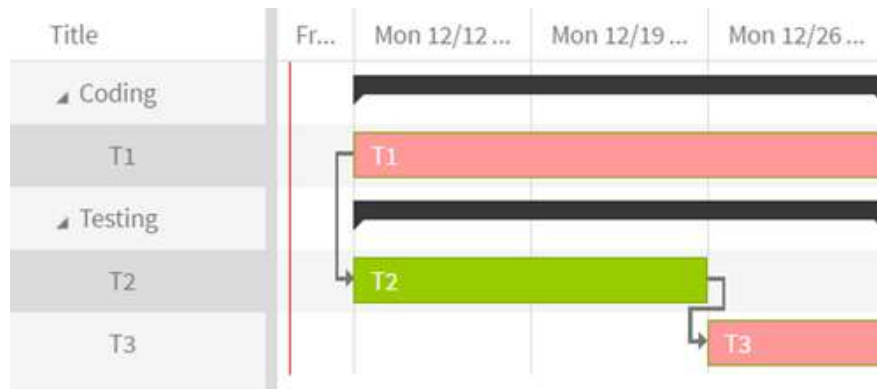 Title Fr... Mon 12/12 ... Mon 12/19 ... Mon 12/26 ...
Coding
T1 T1
Testing
T2 T2
T3 T3